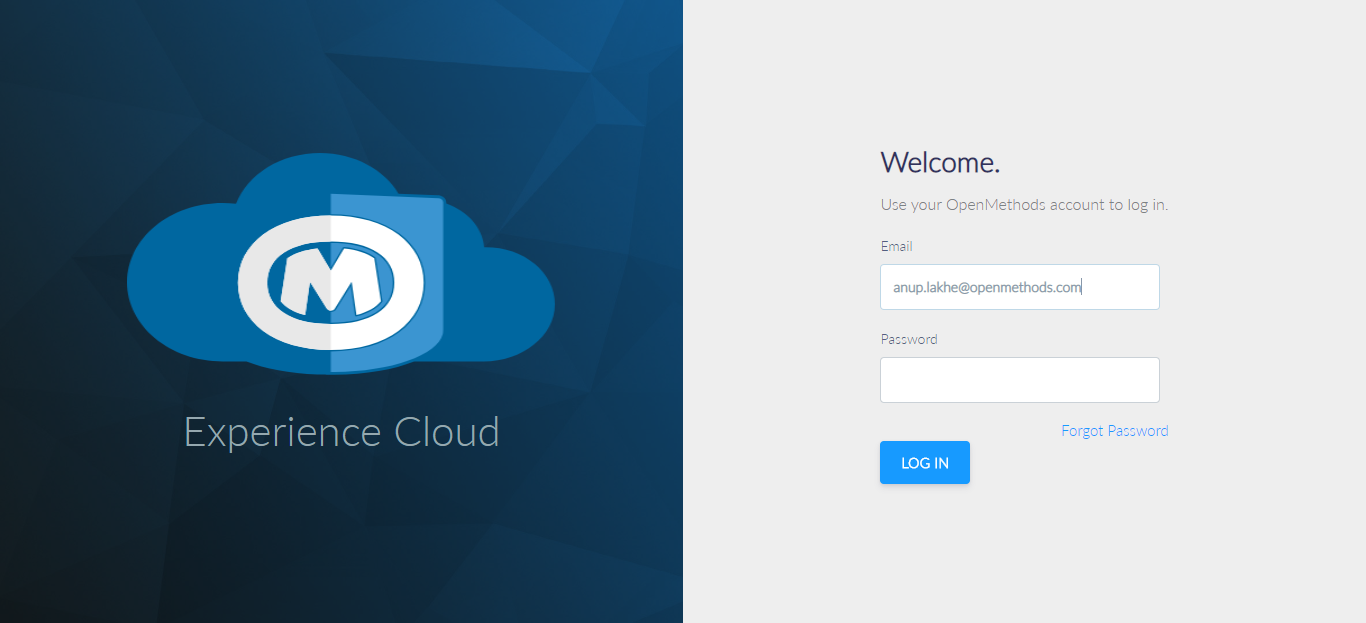 Experience Cloud
Welcome.
Use your OpenMethods account to log in.
Email
anup.lakhe@openmethods.com
Password
Forgot Password
LOG IN